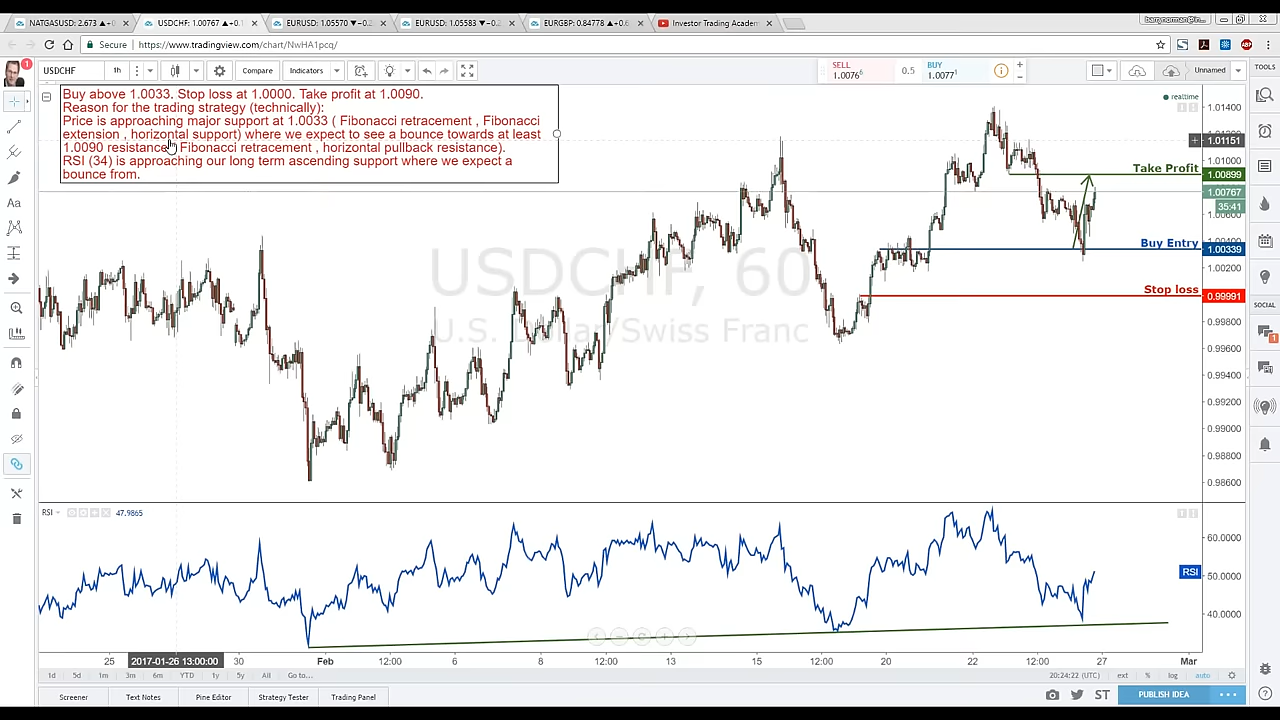 NATGASUSD: 2.673
USDCHF: 1.00767
EURUSD: 1.05570
EURUSD: 1.05583
EURGBP: 0.84778
Investor Trading Academ
Secure
https://www.tradingview.com/chart/NwHA1pcq/
USDCHF
1h
Compare
Indicators
SELL
1.0076⁶
0.5
BUY
1.0077¹
Unnamed
TOOLS
Buy above 1.0033. Stop loss at 1.0000. Take profit at 1.0090.
Reason for the trading strategy (technically):
Price is approaching major support at 1.0033 ( Fibonacci retracement , Fibonacci
extension , horizontal support) where we expect to see a bounce towards at least
1.0090 resistance Fibonacci retracement , horizontal pullback resistance).
RSI (34) is approaching our long term ascending support where we expect a
bounce from.
realtime
1.01400
1.01151
1.01000
Take Profit
1.00899
1.00767
35:41
1.00600
Buy Entry
1.00339
1.00200
Stop loss
0.99991
0.99800
0.99600
0.99400
0.99200
0.99000
0.98800
0.98600
USDCHF, 60
U.S. Dollar/Swiss Franc
SOCIAL
RSI
47.9865
60.0000
RSI
50.0000
40.0000
25
2017-01-26 13:00:00
30
Feb
12:00
6
8
12:00
13
15
12:00
20
22
12:00
27
Mar
1d
5d
1m
3m
6m
YTD
1y
5y
All
Go to...
20:24:22 (UTC)
ext
%
log
auto
Screener
Text Notes
Pine Editor
Strategy Tester
Trading Panel
ST
PUBLISH IDEA